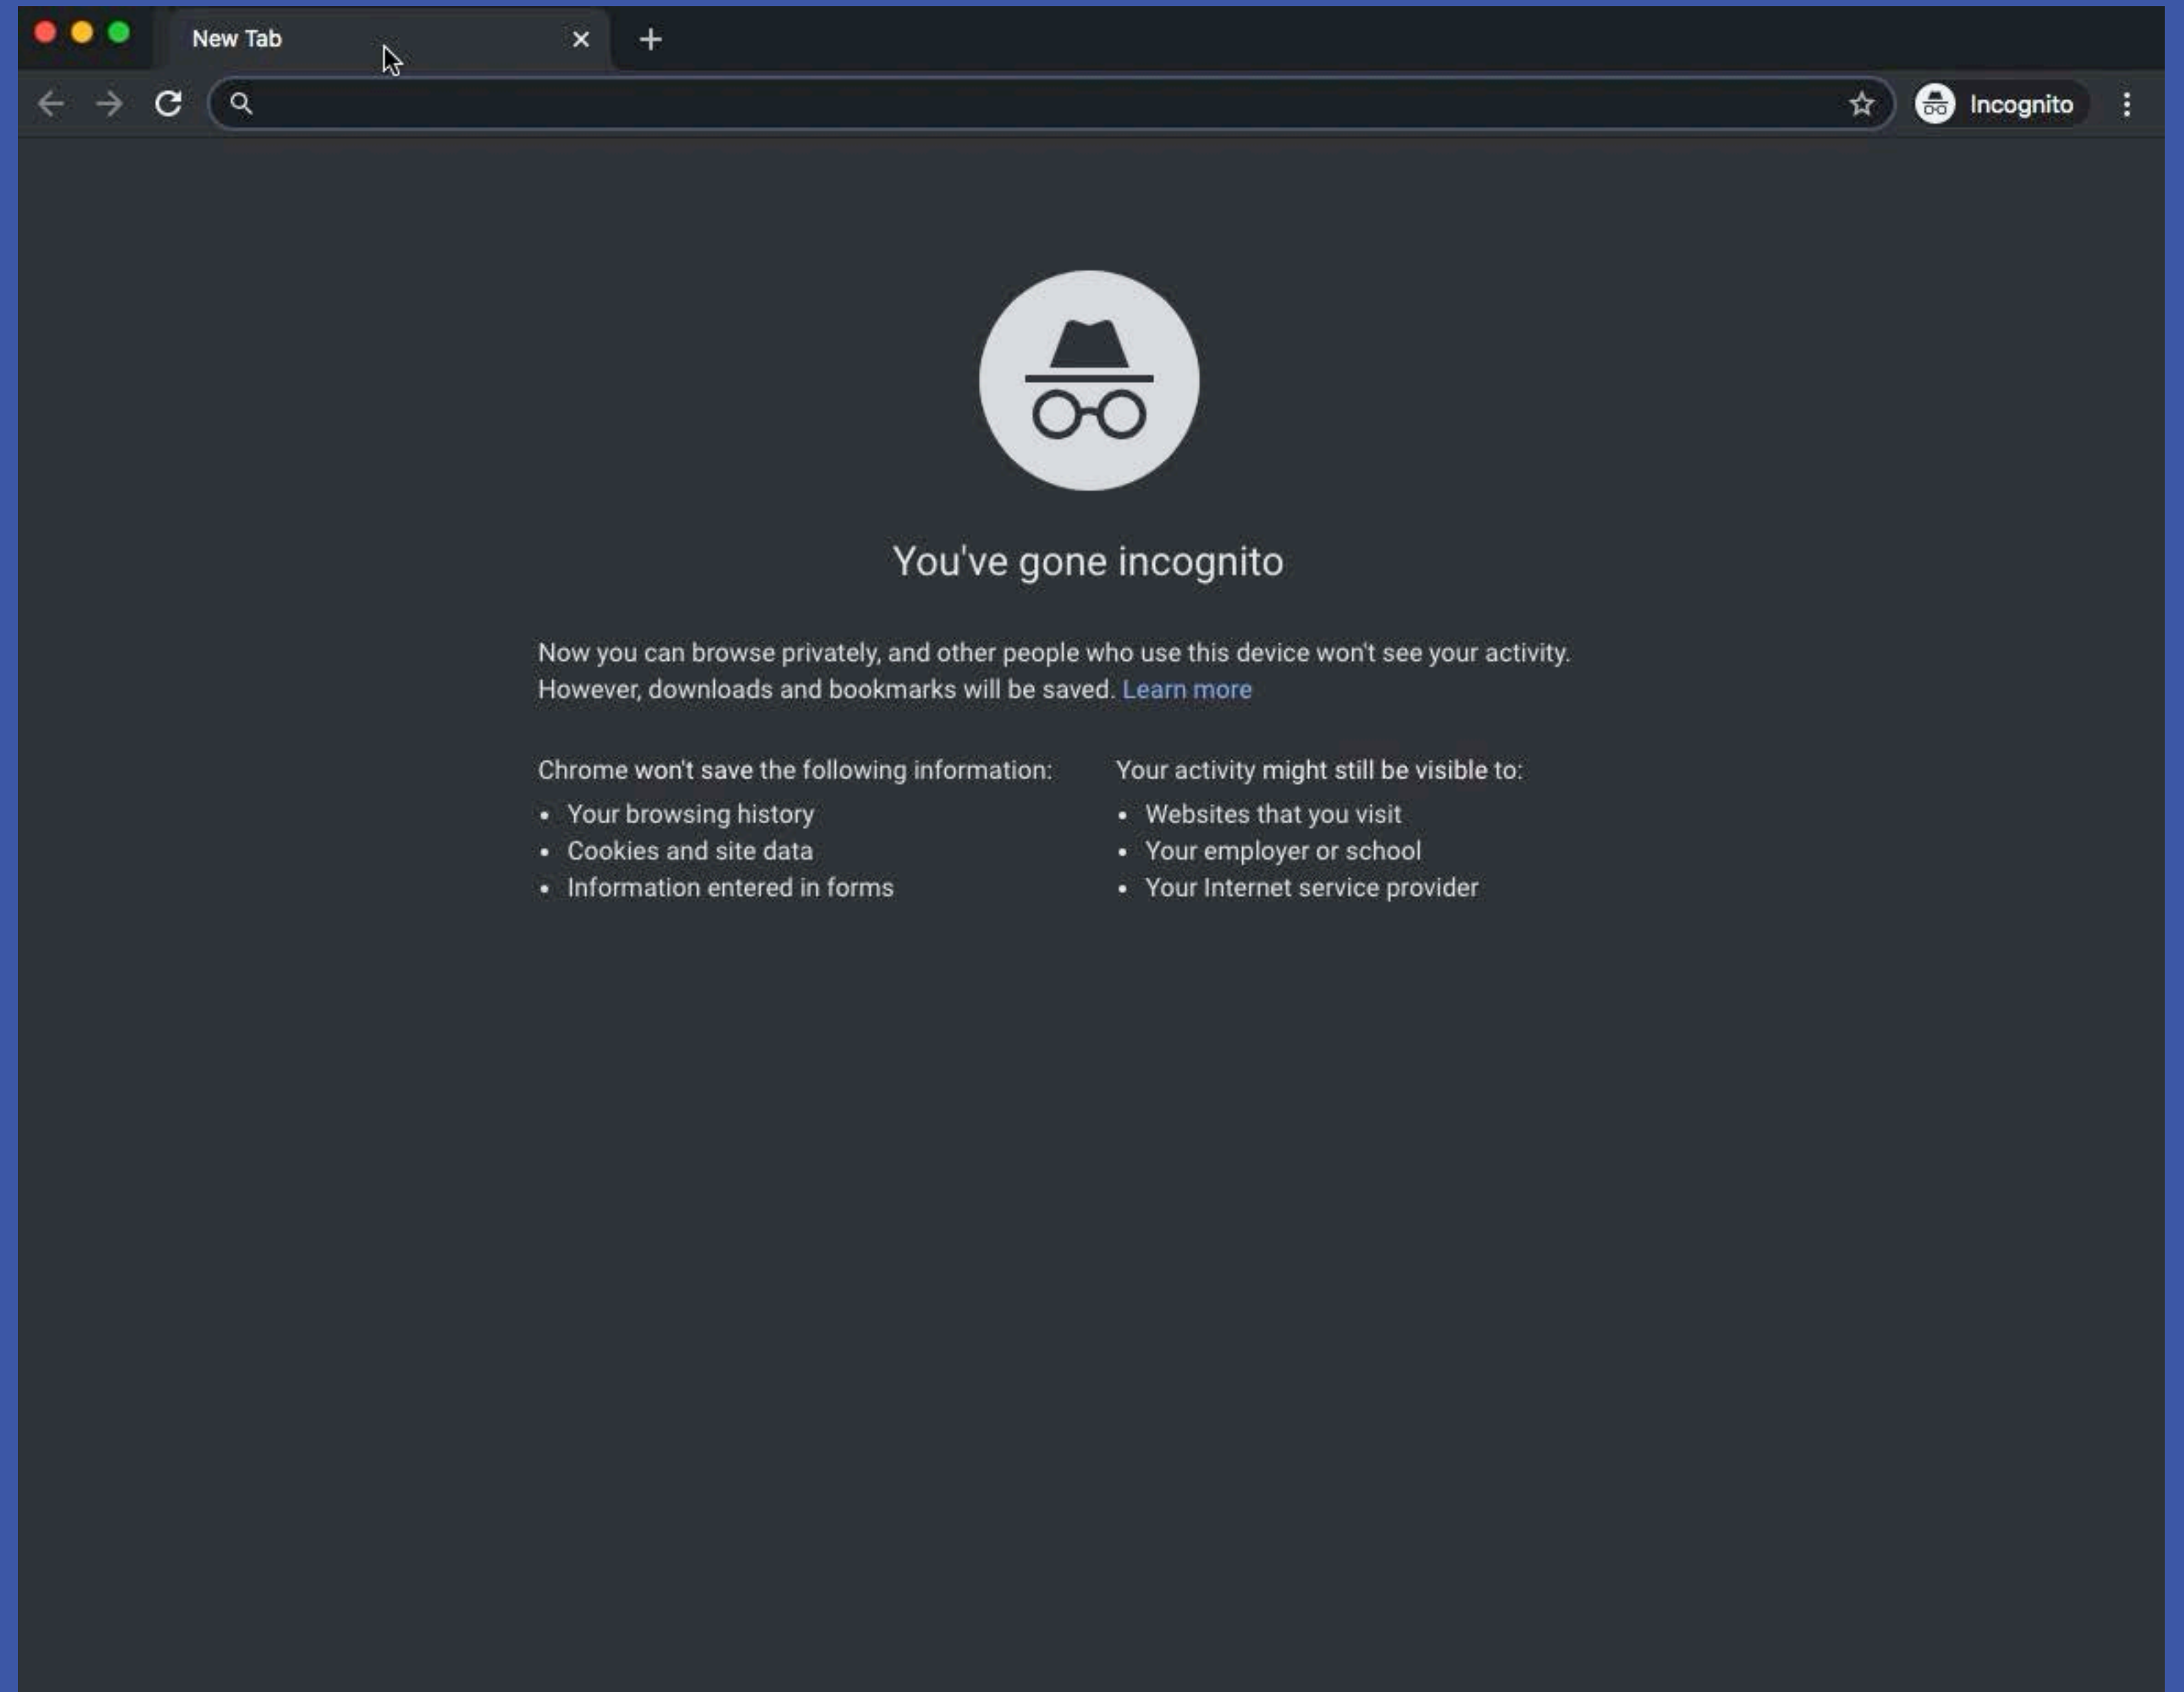 New Tab
Incognito
You've gone incognito
Now you can browse privately, and other people who use this device won't see your activity.
However, downloads and bookmarks will be saved. Learn more
Chrome won't save the following information:
• Your browsing history
• Cookies and site data
• Information entered in forms
Your activity might still be visible to:
• Websites that you visit
• Your employer or school
• Your Internet service provider